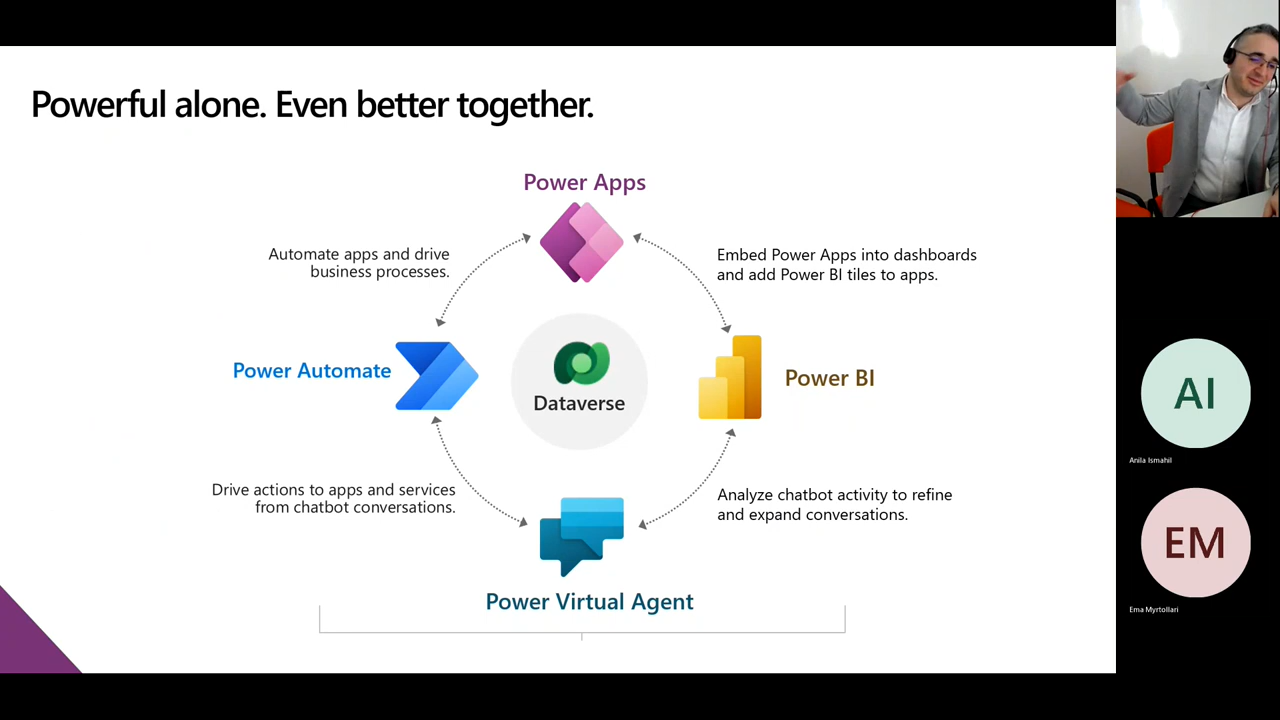 Powerful alone. Even better together.
Power Apps
Automate apps and drive
business processes.
Embed Power Apps into dashboards
and add Power BI tiles to apps.
Power Automate
Dataverse
Power BI
Drive actions to apps and services
from chatbot conversations.
Analyze chatbot activity to refine
and expand conversations.
Power Virtual Agent
AI
Anila Ismahil
EM
Ema Myrtollari